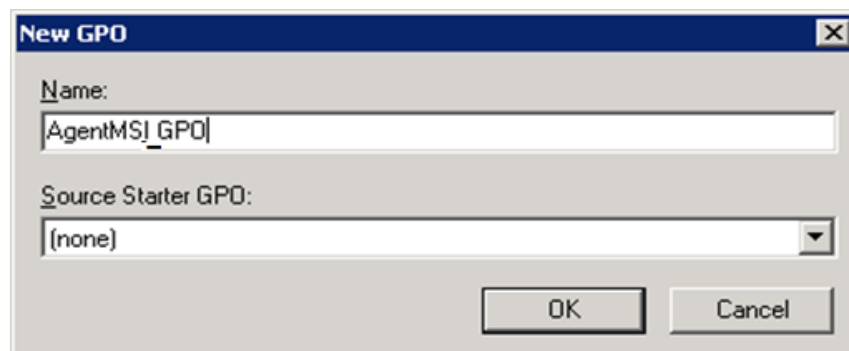 New GPO
Name:
AgentMSI_GPO
Source Starter GPO:
(none)
OK Cancel